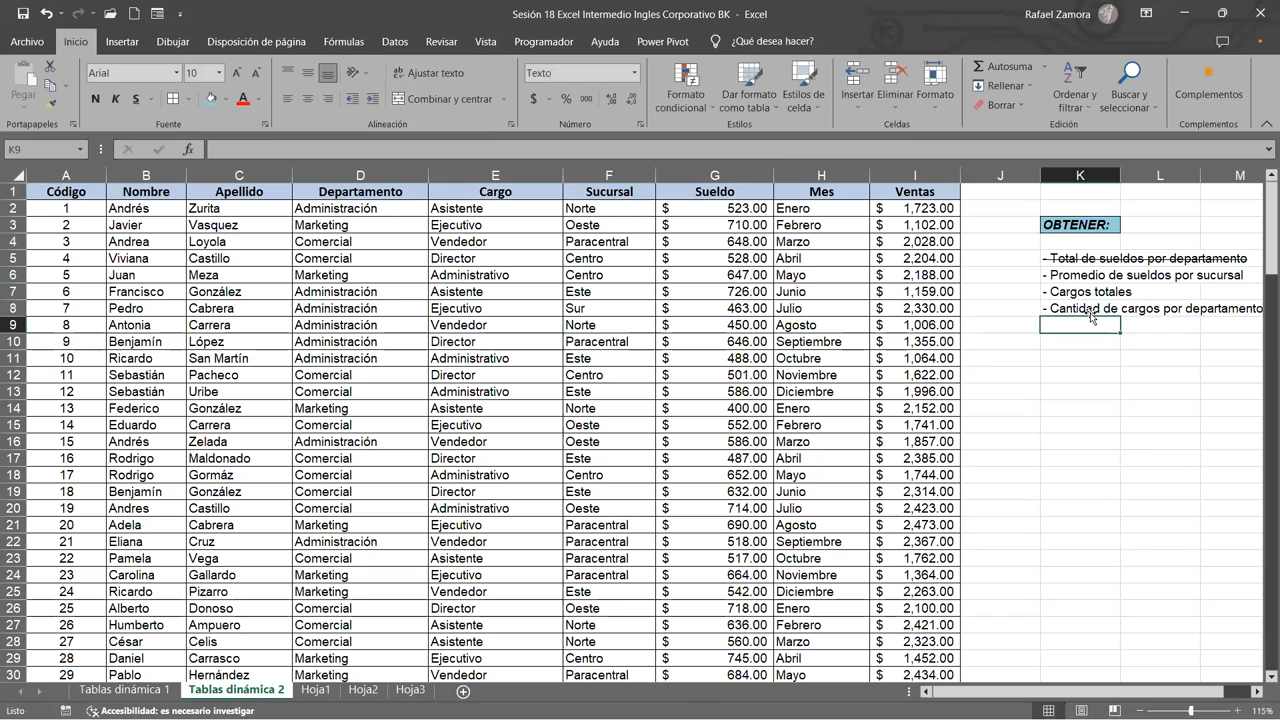 Sesión 18 Excel Intermedio Ingles Corporativo BK - Excel
Rafael Zamora
Archivo Inicio Insertar Dibujar Disposición de página Fórmulas Datos Revisar Vista Programador Ayuda Power Pivot ¿Qué desea hacer?
Pegar
Arial 10
N K S
Ajustar texto
Combinar y centrar
Texto
$ % 000
Formato condicional
Dar formato como tabla
Estilos de celda
Insertar Eliminar Formato
Autosuma
Rellenar
Borrar
Ordenar y filtrar
Buscar y seleccionar
Complementos
Portapapeles Fuente Alineación Número Estilos Celdas Edición Complementos
K9 fx
A B C D E F G H I J K L M
1 Código Nombre Apellido Departamento Cargo Sucursal Sueldo Mes Ventas
2 1 Andrés Zurita Administración Asistente Norte $ 523.00 Enero $ 1,723.00
3 2 Javier Vasquez Marketing Ejecutivo Oeste $ 710.00 Febrero $ 1,102.00 OBTENER:
4 3 Andrea Loyola Comercial Vendedor Paracentral $ 648.00 Marzo $ 2,028.00
5 4 Viviana Castillo Comercial Director Centro $ 528.00 Abril $ 2,204.00 - Total de sueldos por departamento
6 5 Juan Meza Marketing Administrativo Centro $ 647.00 Mayo $ 2,188.00 - Promedio de sueldos por sucursal
7 6 Francisco González Administración Asistente Este $ 726.00 Junio $ 1,159.00 - Cargos totales
8 7 Pedro Cabrera Administración Ejecutivo Sur $ 463.00 Julio $ 2,330.00 - Cantidad de cargos por departamento
9 8 Antonia Carrera Administración Vendedor Norte $ 450.00 Agosto $ 1,006.00
10 9 Benjamín López Administración Director Paracentral $ 646.00 Septiembre $ 1,355.00
11 10 Ricardo San Martín Administración Administrativo Este $ 488.00 Octubre $ 1,064.00
12 11 Sebastián Pacheco Comercial Director Centro $ 501.00 Noviembre $ 1,622.00
13 12 Sebastián Uribe Comercial Administrativo Este $ 586.00 Diciembre $ 1,996.00
14 13 Federico González Marketing Asistente Norte $ 400.00 Enero $ 2,152.00
15 14 Eduardo Carrera Comercial Ejecutivo Oeste $ 552.00 Febrero $ 1,741.00
16 15 Andrés Zelada Administración Vendedor Oeste $ 586.00 Marzo $ 1,857.00
17 16 Rodrigo Maldonado Comercial Director Este $ 487.00 Abril $ 2,385.00
18 17 Rodrigo Gormáz Comercial Administrativo Centro $ 652.00 Mayo $ 1,744.00
19 18 Benjamín González Comercial Director Este $ 632.00 Junio $ 2,314.00
20 19 Andres Castillo Comercial Administrativo Oeste $ 714.00 Julio $ 2,423.00
21 20 Adela Cabrera Marketing Ejecutivo Paracentral $ 690.00 Agosto $ 2,473.00
22 21 Eliana Cruz Administración Vendedor Paracentral $ 518.00 Septiembre $ 2,367.00
23 22 Pamela Vega Comercial Asistente Paracentral $ 517.00 Octubre $ 1,762.00
24 23 Carolina Gallardo Marketing Ejecutivo Paracentral $ 664.00 Noviembre $ 1,364.00
25 24 Ricardo Pizarro Marketing Vendedor Este $ 542.00 Diciembre $ 2,263.00
26 25 Alberto Donoso Comercial Director Oeste $ 718.00 Enero $ 2,100.00
27 26 Humberto Ampuero Comercial Asistente Norte $ 636.00 Febrero $ 2,421.00
28 27 César Celis Comercial Asistente Norte $ 560.00 Marzo $ 2,323.00
29 28 Daniel Carrasco Marketing Ejecutivo Centro $ 745.00 Abril $ 1,452.00
30 29 Pablo Hernández Marketing Vendedor Este $ 684.00 Mayo $ 2,434.00
Tablas dinámica 1 Tablas dinámica 2 Hoja1 Hoja2 Hoja3
Listo Accesibilidad: es necesario investigar 115%